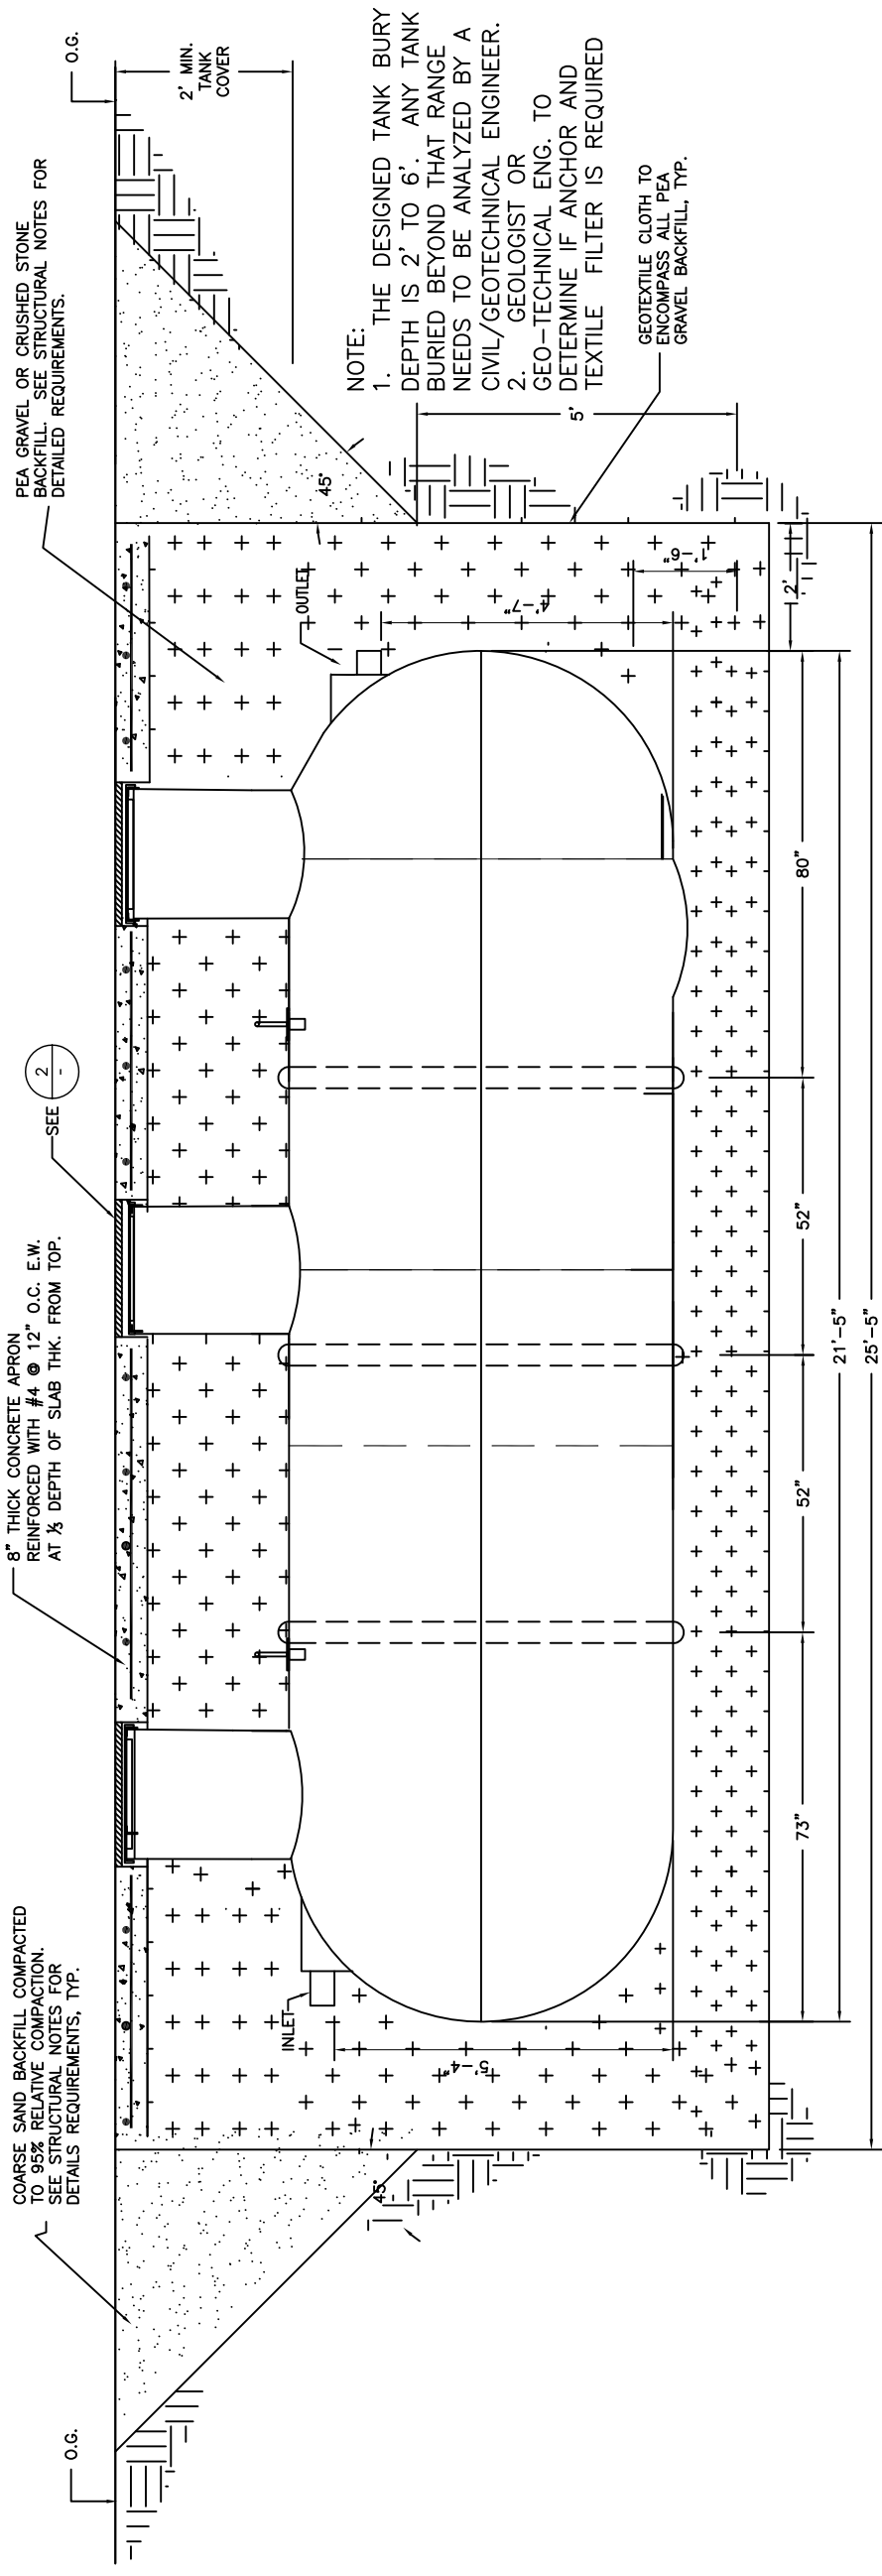 COARSE SAND BACKFILL COMPACTED
TO 95% RELATIVE COMPACTION.
SEE STRUCTURAL NOTES FOR
DETAILS REQUIREMENTS, TYP.
8" THICK CONCRETE APRON
REINFORCED WITH #4 @ 12" O.C. E.W.
AT ⅓ DEPTH OF SLAB THK. FROM TOP.
SEE
2
-
PEA GRAVEL OR CRUSHED STONE
BACKFILL. SEE STRUCTURAL NOTES FOR
DETAILED REQUIREMENTS.
O.G.
O.G.
2' MIN.
TANK
COVER
NOTE:
1. THE DESIGNED TANK BURY
DEPTH IS 2' TO 6'. ANY TANK
BURIED BEYOND THAT RANGE
NEEDS TO BE ANALYZED BY A
CIVIL/GEOTECHNICAL ENGINEER.
2. GEOLOGIST OR
GEO-TECHNICAL ENG. TO
DETERMINE IF ANCHOR AND
TEXTILE FILTER IS REQUIRED
GEOTEXTILE CLOTH TO
ENCOMPASS ALL PEA
GRAVEL BACKFILL, TYP.
45°
45°
INLET
OUTLET
5'-4"
4'-7"
1'-6"
5'
2'
73"
52"
52"
80"
21'-5"
25'-5"